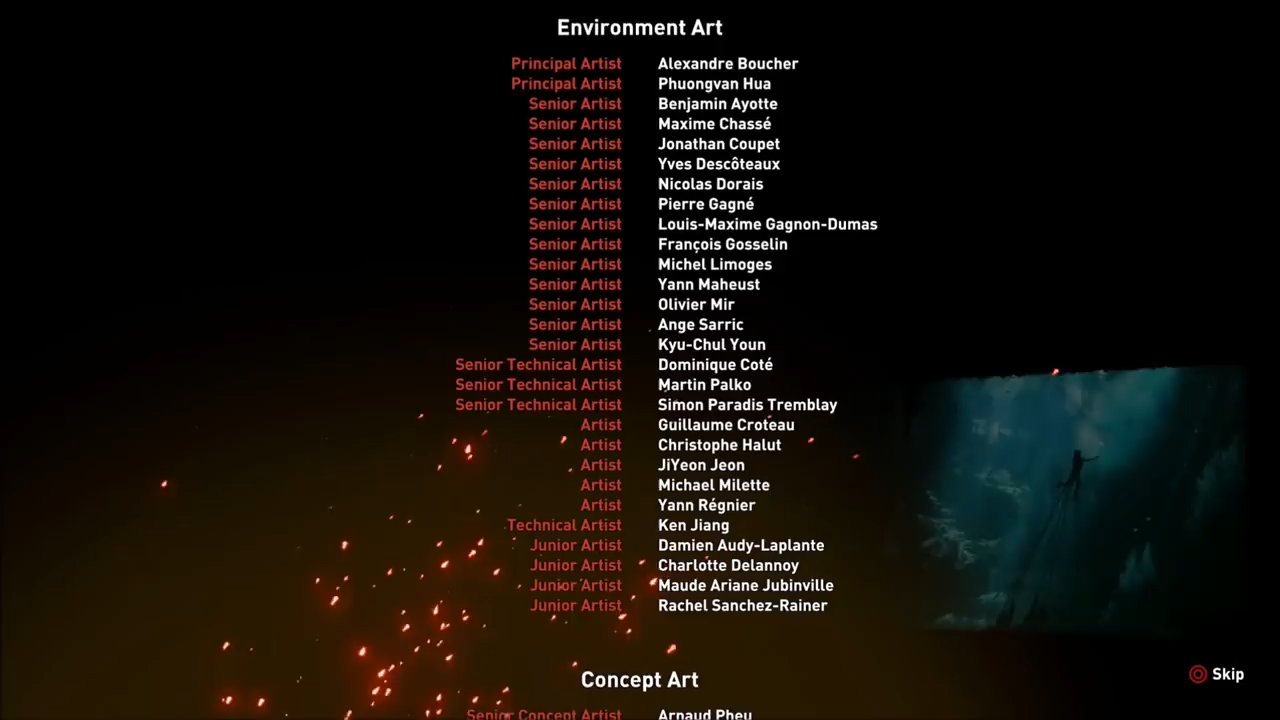 Environment Art
Principal Artist Alexandre Boucher
Principal Artist Phuongvan Hua
Senior Artist Benjamin Ayotte
Senior Artist Maxime Chassé
Senior Artist Jonathan Coupet
Senior Artist Yves Descôteaux
Senior Artist Nicolas Dorais
Senior Artist Pierre Gagné
Senior Artist Louis-Maxime Gagnon-Dumas
Senior Artist François Gosselin
Senior Artist Michel Limoges
Senior Artist Yann Maheust
Senior Artist Olivier Mir
Senior Artist Ange Sarric
Senior Artist Kyu-Chul Youn
Senior Technical Artist Dominique Coté
Senior Technical Artist Martin Palko
Senior Technical Artist Simon Paradis Tremblay
Artist Guillaume Croteau
Artist Christophe Halut
Artist JiYeon Jeon
Artist Michael Milette
Artist Yann Régnier
Technical Artist Ken Jiang
Junior Artist Damien Audy-Laplante
Junior Artist Charlotte Delannoy
Junior Artist Maude Ariane Jubinville
Junior Artist Rachel Sanchez-Rainer
Skip
Concept Art
Senior Concept Artist Arnaud Pheu